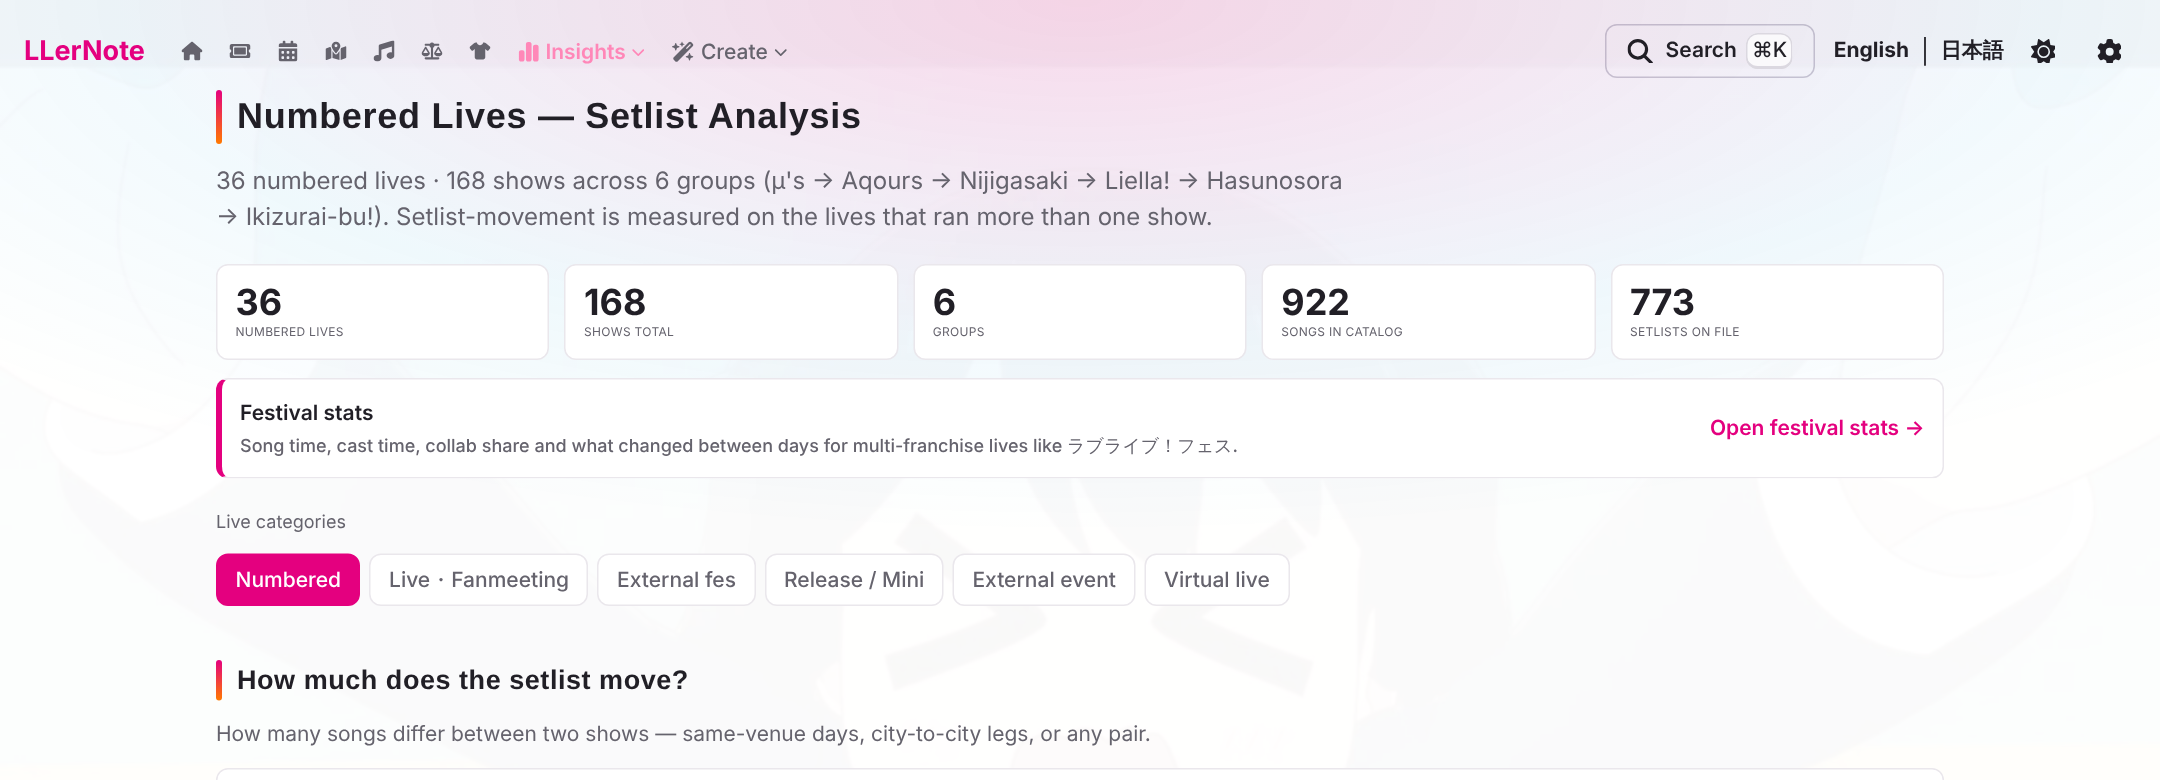 LLerNote Insights Create Search ⌘K English 日本語
Numbered Lives — Setlist Analysis
36 numbered lives · 168 shows across 6 groups (μ's → Aqours → Nijigasaki → Liella! → Hasunosora
→ Ikizurai-bu!). Setlist-movement is measured on the lives that ran more than one show.
36 168 6 922 773
NUMBERED LIVES SHOWS TOTAL GROUPS SONGS IN CATALOG SETLISTS ON FILE
Festival stats
Song time, cast time, collab share and what changed between days for multi-franchise lives like ラブライブ！フェス.
Open festival stats →
Live categories
Numbered Live · Fanmeeting External fes Release / Mini External event Virtual live
How much does the setlist move?
How many songs differ between two shows — same-venue days, city-to-city legs, or any pair.